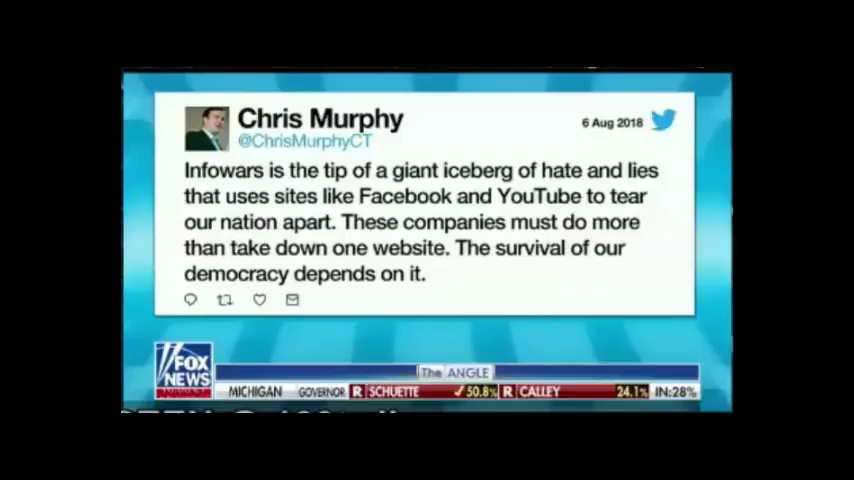 Chris Murphy
6 Aug 2018
@ChrisMurphyCT
Infowars is the tip of a giant iceberg of hate and lies
that uses sites like Facebook and YouTube to tear
our nation apart. These companies must do more
than take down one website. The survival of our
democracy depends on it.
FOX
NEWS
The ANGLE
MICHIGAN GOVERNOR R SCHUETTE ✓50.8% R CALLEY 24.1% IN:28%